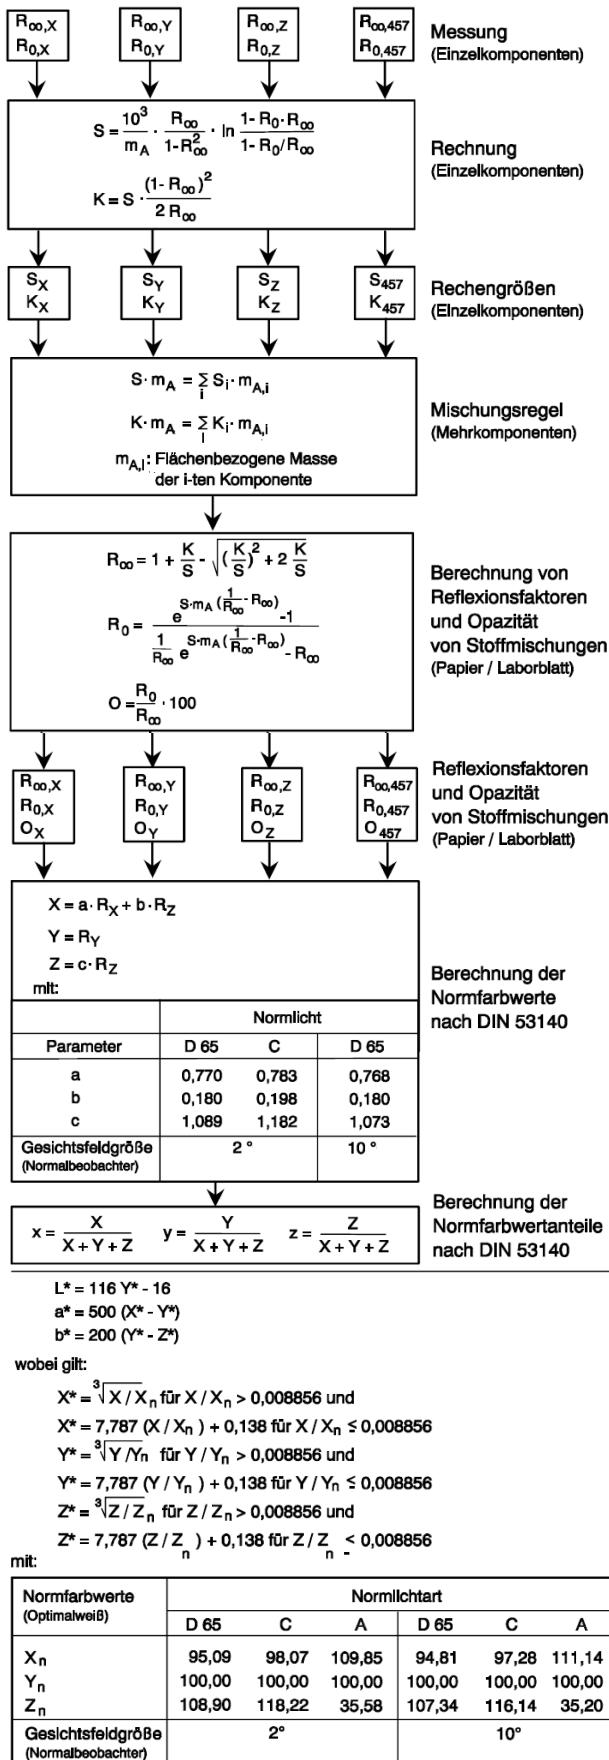 R∞,X R∞,Y R∞,Z R∞,457 Messung
R0,X R0,Y R0,Z R0,457 (Einzelkomponenten)
S = 10³/mA · R∞/(1-R∞²) · ln (1- R0·R∞)/(1- R0/R∞)
Rechnung
(Einzelkomponenten)
K = S · (1- R∞)²/(2 R∞)
SX SY SZ S457 Rechengrößen
KX KY KZ K457 (Einzelkomponenten)
S·mA = Σi Si·mA,i
Mischungsregel
K·mA = Σi Ki·mA,i
(Mehrkomponenten)
mA,i: Flächenbezogene Masse
der i-ten Komponente
R∞ = 1 + K/S - √((K/S)² + 2 K/S)
Berechnung von
Reflexionsfaktoren
und Opazität
von Stoffmischungen
(Papier / Laborblatt)
R0 = (e^(S·mA(1/R∞ - R∞)) -1)/(1/R∞ e^(S·mA(1/R∞ - R∞)) - R∞)
O = R0/R∞ · 100
R∞,X R∞,Y R∞,Z R∞,457
R0,X R0,Y R0,Z R0,457
OX OY OZ O457
Reflexionsfaktoren
und Opazität
von Stoffmischungen
(Papier / Laborblatt)
X = a·RX + b·RZ
Y = RY
Z = c·RZ
mit:
Berechnung der
Normfarbwerte
nach DIN 53140
Normlicht
Parameter D 65 C D 65
a 0,770 0,783 0,768
b 0,180 0,198 0,180
c 1,089 1,182 1,073
Gesichtsfeldgröße 2 ° 10 °
(Normalbeobachter)
x = X/(X + Y + Z) y = Y/(X + Y + Z) z = Z/(X + Y + Z)
Berechnung der
Normfarbwertanteile
nach DIN 53140
L* = 116 Y* - 16
a* = 500 (X* - Y*)
b* = 200 (Y* - Z*)
wobei gilt:
X* = ³√X / Xn für X / Xn > 0,008856 und
X* = 7,787 (X / Xn ) + 0,138 für X / Xn ≤ 0,008856
Y* = ³√Y /Yn für Y / Yn > 0,008856 und
Y* = 7,787 (Y / Yn ) + 0,138 für Y / Yn ≤ 0,008856
Z* = ³√Z / Zn für Z / Zn > 0,008856 und
Z* = 7,787 (Z / Zn ) + 0,138 für Z / Zn ≤ 0,008856
mit:
Normfarbwerte Normlichtart
(Optimalweiß) D 65 C A D 65 C A
Xn 95,09 98,07 109,85 94,81 97,28 111,14
Yn 100,00 100,00 100,00 100,00 100,00 100,00
Zn 108,90 118,22 35,58 107,34 116,14 35,20
Gesichtsfeldgröße 2° 10°
(Normalbeobachter)